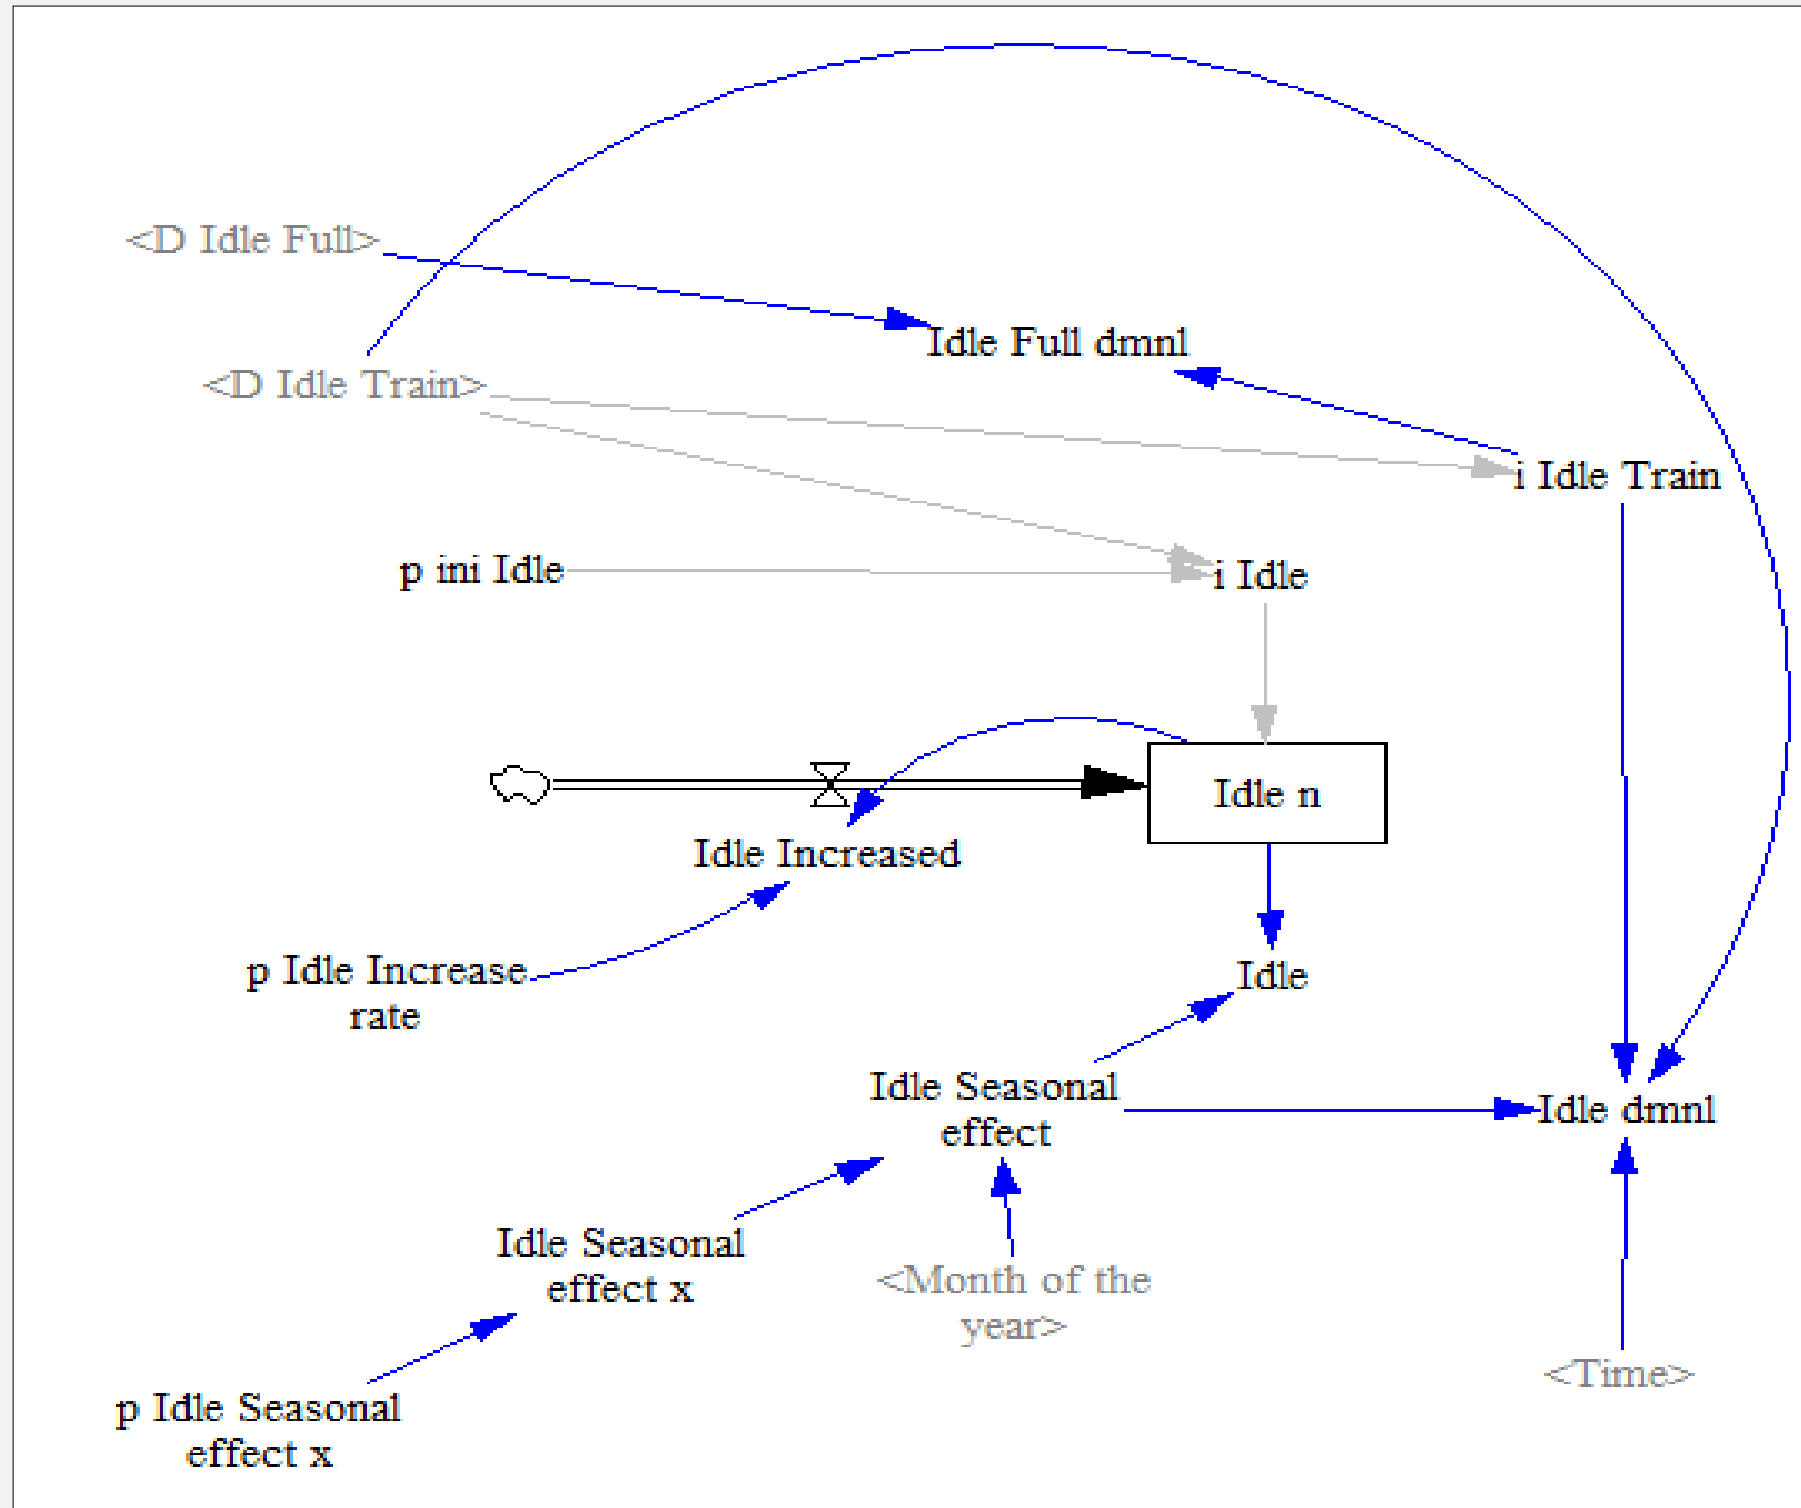 <D Idle Full>
Idle Full dmnl
<D Idle Train>
i Idle Train
p ini Idle
i Idle
Idle n
Idle Increased
p Idle Increase
rate
Idle
Idle Seasonal
effect
Idle dmnl
Idle Seasonal
effect x
<Month of the
year>
<Time>
p Idle Seasonal
effect x